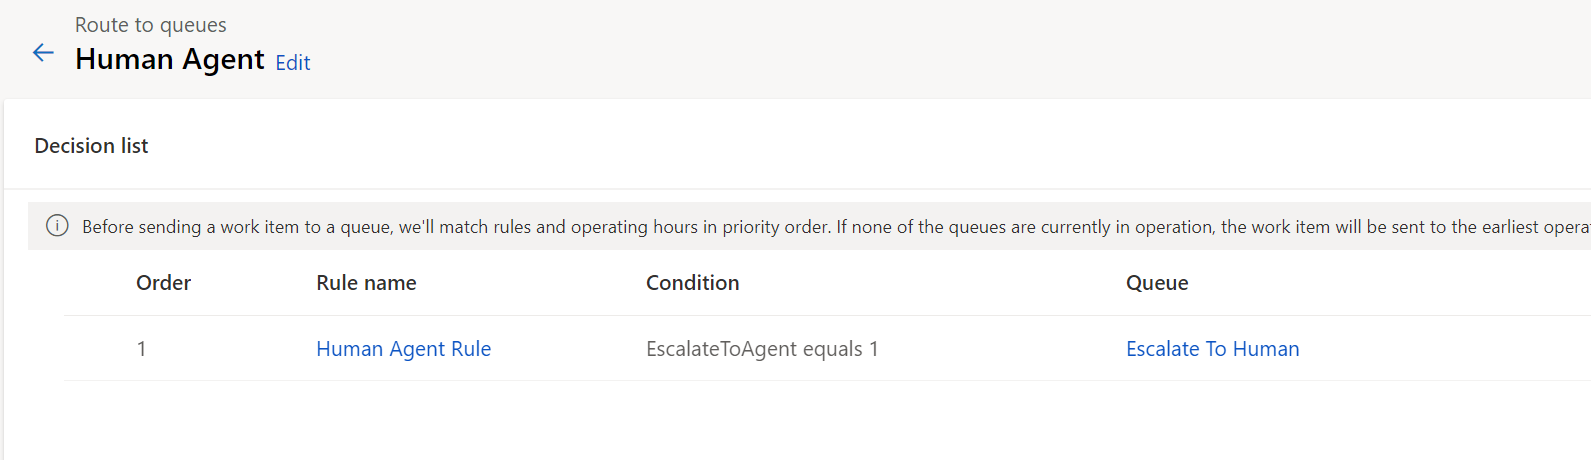 Route to queues
Human Agent Edit
Decision list
Before sending a work item to a queue, we'll match rules and operating hours in priority order. If none of the queues are currently in operation, the work item will be sent to the earliest opera
Order Rule name Condition Queue
1 Human Agent Rule EscalateToAgent equals 1 Escalate To Human